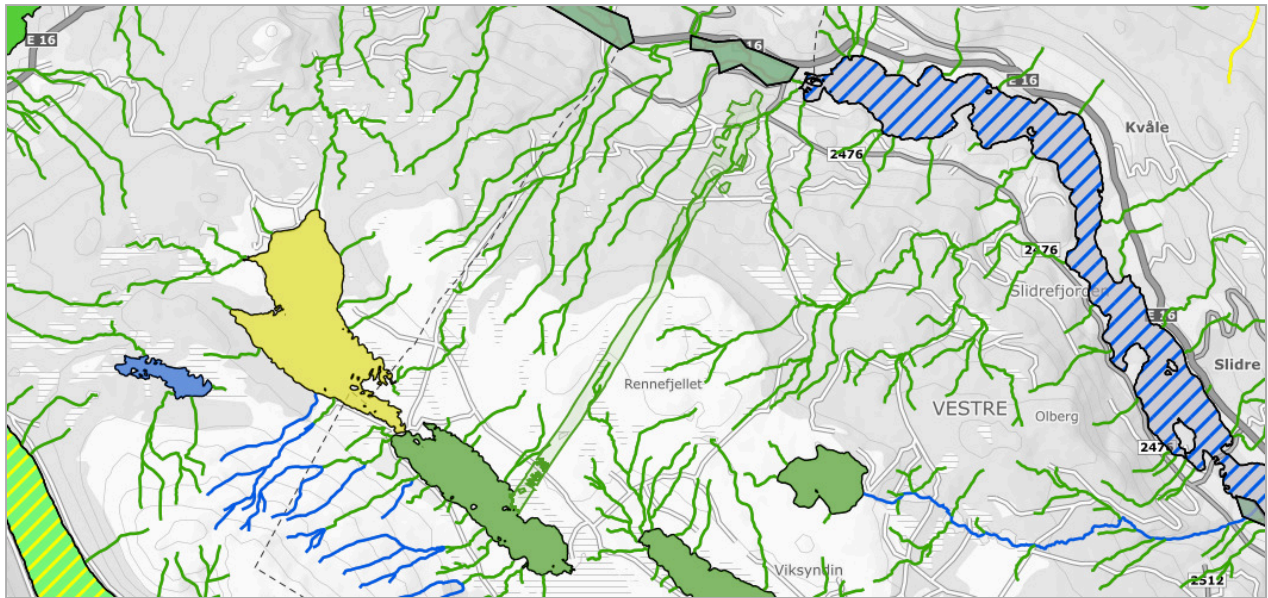 E 16
16
E 16
Kvåle
2476
2476
Slidrefjorden
E 16
Slidre
Rennefjellet
VESTRE
Olberg
2476
Viksyndin
2512